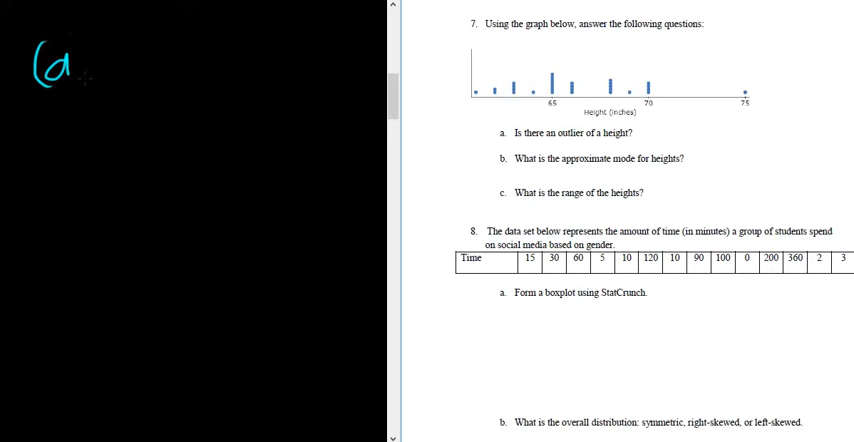 (a
7. Using the graph below, answer the following questions:
65 70 75
Height (inches)
a. Is there an outlier of a height?
b. What is the approximate mode for heights?
c. What is the range of the heights?
8. The data set below represents the amount of time (in minutes) a group of students spend
on social media based on gender.
Time 15 30 60 5 10 120 10 90 100 0 200 360 2 3
a. Form a boxplot using StatCrunch.
b. What is the overall distribution: symmetric, right-skewed, or left-skewed.